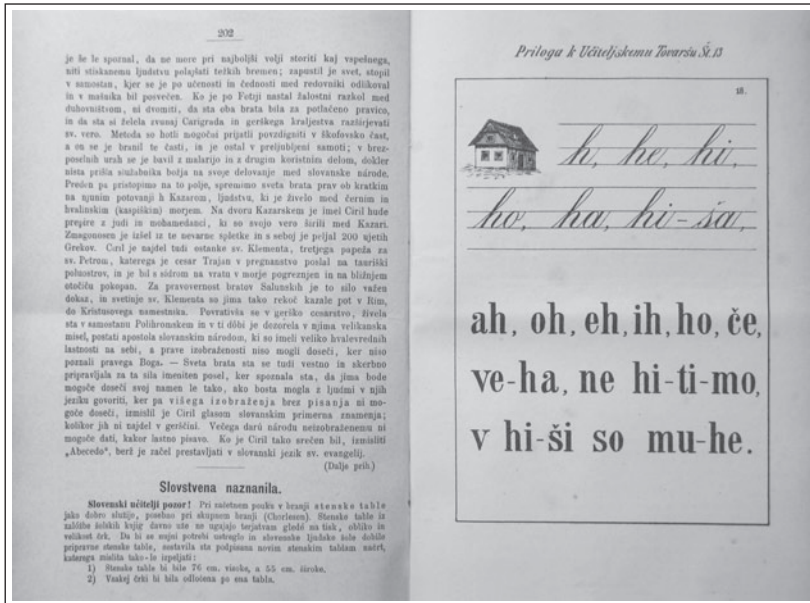 202
je še le spoznal, da ne more pri najboljši volji storiti kaj vspešnega,
niti stiskanemu ljudstvu polajšati težkih bremen; zapustil je svet, stopil
v samostan, kjer se je po učenosti in čednosti med redovniki odlikoval
in v mašnika bil posvečen. Ko je po Fotiji nastal žalostni razkol med
duhovništvom, ni dvomiti, da sta oba brata bila za potlačeno pravico,
in da sta si želela zvunaj Carigrada in gerškega kraljestva razširjevati
sv. vero. Metoda so hotli mogočni prijatli povzdigniti v škofovsko čast,
a on se je branil te časti, in je ostal v preljubljeni samoti; v brez-
poselnih urah se je bavil z malarijo in z drugim koristnim delom, dokler
nista prišla služabnika božja na svoje delovanje med slovanske národe.
Preden pa pristopimo na to polje, spremimo sveta brata prav ob kratkim
na njunim potovanji h Kazarom, ljudstvu, ki je živelo med černim in
hvalinskim (kaspiškim) morjem. Na dvoru Kazarskem je imel Ciril hude
prepire z judi in mohamedanci, ki so svojo vero širili med Kazari.
Zmagonosen je izšel iz te nevarne spletke in s seboj je peljal 200 ujetih
Grekov. Ciril je najdel tudi ostanke sv. Klementa, tretjega papeža za
sv. Petrom, katerega je cesar Trajan v pregnanstvo poslal na tauriški
poluostrov, in je bil s sidrom na vratu v morje pogreznjen in na bližnjem
otočiču pokopan. Za pravovernost bratov Salunskih je to silo važen
dokaz, in svetinje sv. Klementa so jima tako rekoč kazale pot v Rim,
do Kristusovega namestnika. Povrativša se v gerško cesarstvo, živela
sta v samostanu Polihronskem in v ti dôbi je dozorela v njima velikanska
misel, postati apostola slovanskim národom, ki so imeli veliko hvalevrednih
lastnosti na sebi, a prave izobraženosti niso mogli doseči, ker niso
poznali pravega Boga. — Sveta brata sta se tudi vestno in skerbno
pripravljala za ta sila imeniten posel, ker spoznala sta, da jima bode
mogoče doseči svoj namen le tako, ako bosta mogla z ljudmi v njih
jeziku govoriti, ker pa višega izobraženja brez pisanja ni mo-
goče doseči, izmislil je Ciril glasom slovanskim primerna znamenja;
kolikor jih ni najdel v gerščini. Večega darú národu neizobraženemu ni
mogoče dati, kakor lastno pisavo. Ko je Ciril tako srečen bil, izmisliti
„Abecedo“, berž je začel prestavljati v slovanski jezik sv. evangelij.
(Dalje prih.)
Slovstvena naznanila.
Slovenski učitelji pozor! Pri začetnem pouku v branji stenske table
jako dobro služijo, posebno pri skupnem branji (Chorlesen). Stenske table iz
založbe šolskih knjig davno uže ne ugajajo terjatvam gledé na tisk, obliko in
velikost črk. Da bi se nujni potrebi ustreglo in slovenske ljudske šole dobile
pripravne stenske table, sestavila sta podpisana novim stenskim tablam načrt,
katerega mislita tako-le izpeljati:
1) Stenske table bi bile 76 cm. visoke, a 55 cm. široke.
2) Vsakej črki bi bila odločena po ena tabla.
Priloga k Učiteljskemu Tovaršu Št. 13
18.
h, he, hi,
ho, ha, hi-ša,
ah, oh, eh, ih, ho, če,
ve-ha, ne hi-ti-mo,
v hi-ši so mu-he.